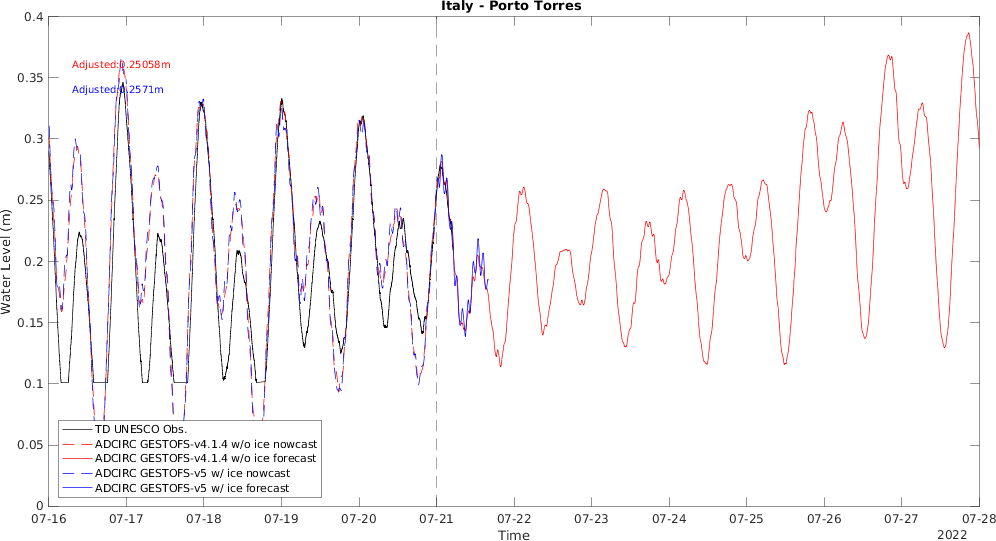 Italy - Porto Torres
Water Level (m)
0.4
0.35
0.3
0.25
0.2
0.15
0.1
0.05
0
Adjusted:0.25058m
Adjusted:0.2571m
TD UNESCO Obs.
ADCIRC GESTOFS-v4.1.4 w/o ice nowcast
ADCIRC GESTOFS-v4.1.4 w/o ice forecast
ADCIRC GESTOFS-v5 w/ ice nowcast
ADCIRC GESTOFS-v5 w/ ice forecast
07-16 07-17 07-18 07-19 07-20 07-21 07-22 07-23 07-24 07-25 07-26 07-27 07-28
Time
2022